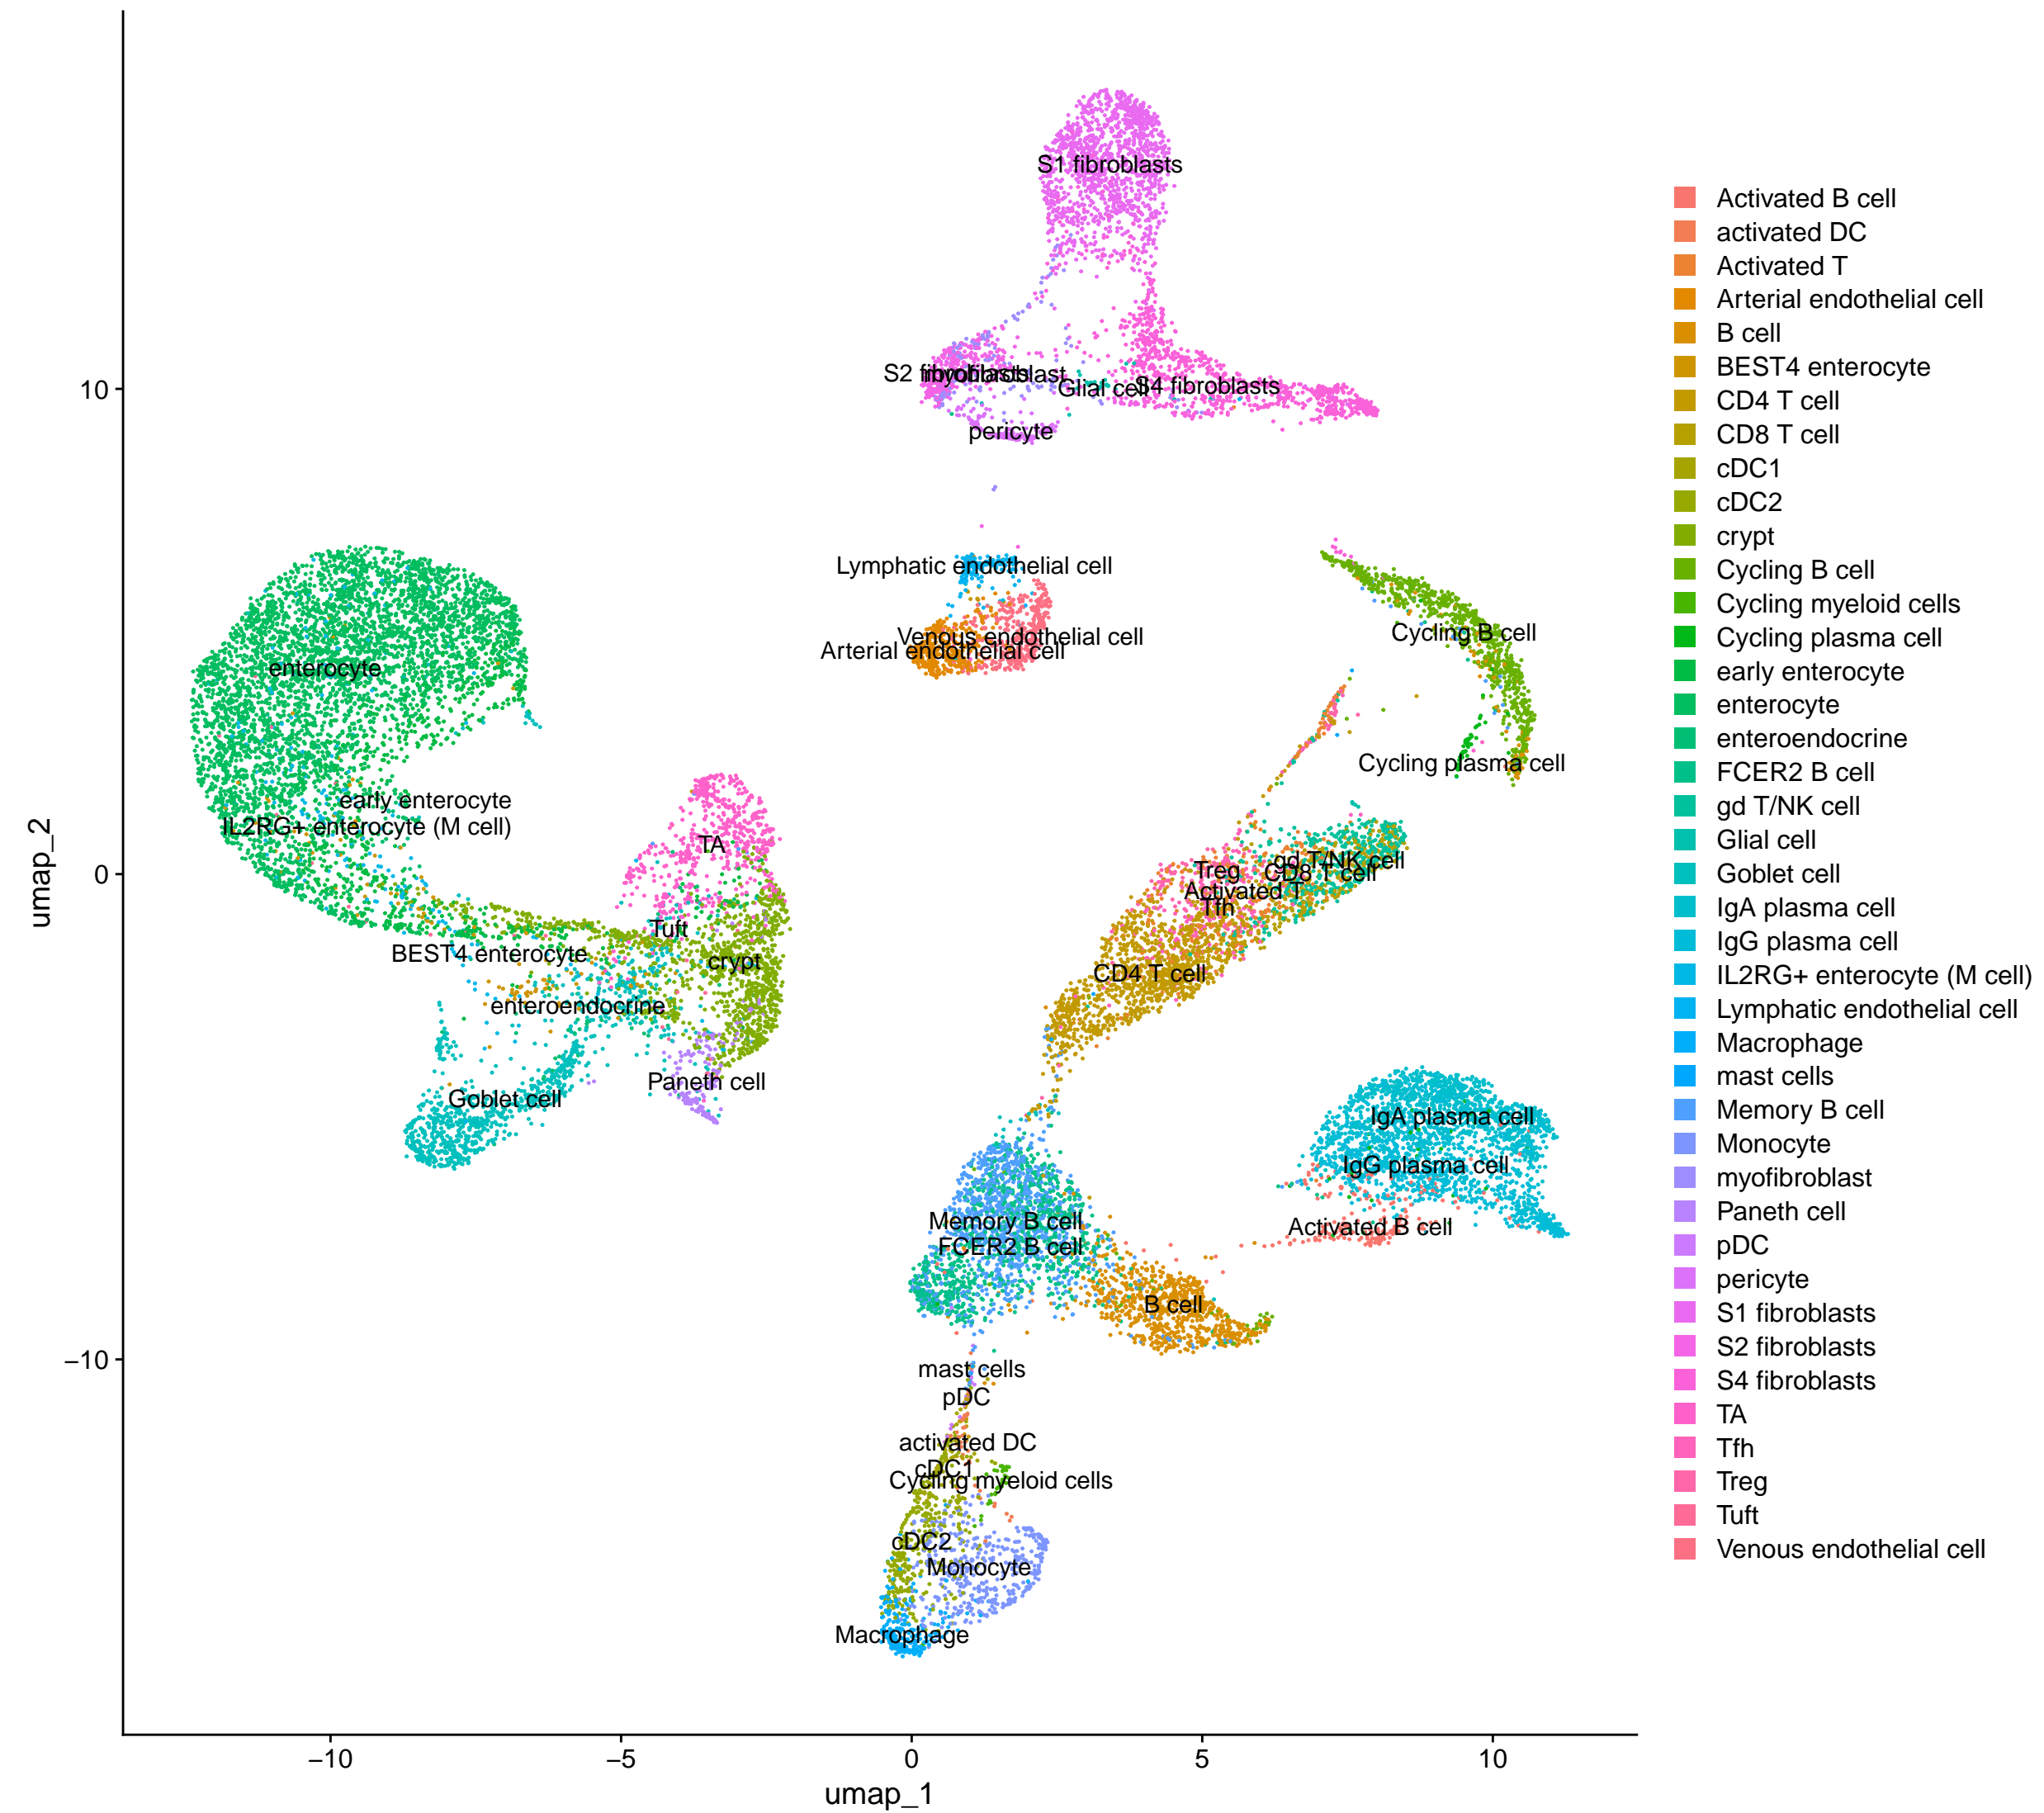 S1 fibroblasts
S2 fibroblasts
myofibroblast
Glial cell
S4 fibroblasts
pericyte
Lymphatic endothelial cell
Venous endothelial cell
Arterial endothelial cell
Cycling B cell
Cycling plasma cell
enterocyte
early enterocyte
IL2RG+ enterocyte (M cell)
TA
Tuft
BEST4 enterocyte
crypt
enteroendocrine
Paneth cell
Goblet cell
gd T/NK cell
Treg
CD8 T cell
Activated T
Tfh
CD4 T cell
IgA plasma cell
IgG plasma cell
Activated B cell
Memory B cell
FCER2 B cell
B cell
mast cells
pDC
activated DC
cDC1
Cycling myeloid cells
cDC2
Monocyte
Macrophage
10
0
−10
umap_2
−10
−5
0
5
10
umap_1
Activated B cell
activated DC
Activated T
Arterial endothelial cell
B cell
BEST4 enterocyte
CD4 T cell
CD8 T cell
cDC1
cDC2
crypt
Cycling B cell
Cycling myeloid cells
Cycling plasma cell
early enterocyte
enterocyte
enteroendocrine
FCER2 B cell
gd T/NK cell
Glial cell
Goblet cell
IgA plasma cell
IgG plasma cell
IL2RG+ enterocyte (M cell)
Lymphatic endothelial cell
Macrophage
mast cells
Memory B cell
Monocyte
myofibroblast
Paneth cell
pDC
pericyte
S1 fibroblasts
S2 fibroblasts
S4 fibroblasts
TA
Tfh
Treg
Tuft
Venous endothelial cell